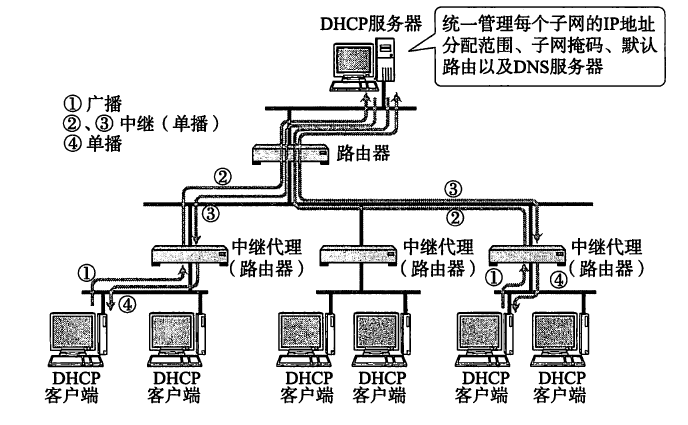 DHCP服务器
统一管理每个子网的IP地址
分配范围、子网掩码、默认
路由以及DNS服务器
①广播
②、③中继（单播）
④单播
路由器
②
③
③
②
中继代理
（路由器）
中继代理
（路由器）
中继代理
（路由器）
①
④
①
④
DHCP
客户端
DHCP
客户端
DHCP
客户端
DHCP
客户端
DHCP
客户端
DHCP
客户端